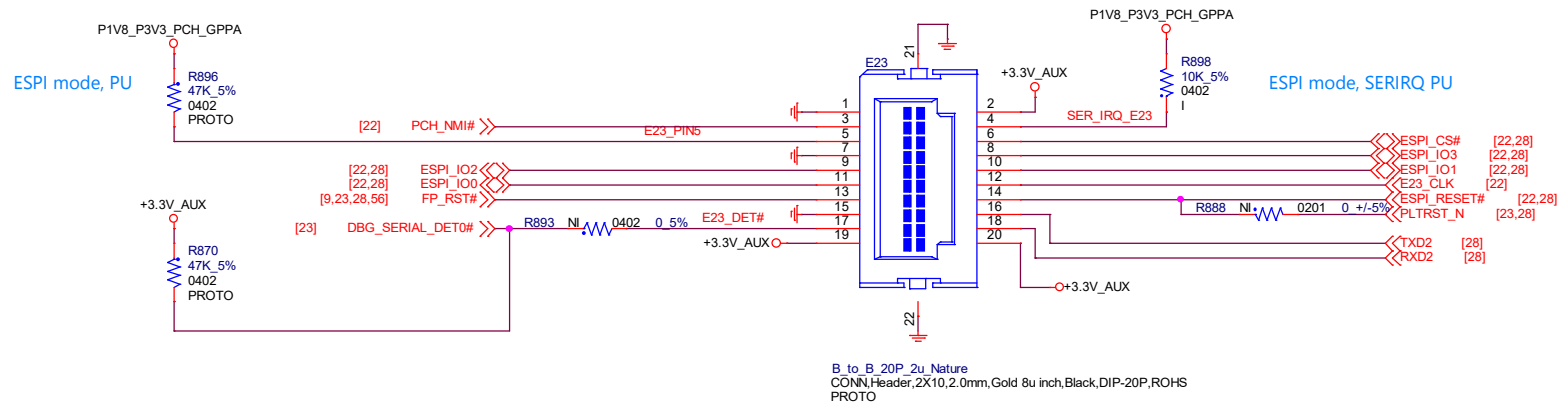 P1V8_P3V3_PCH_GPPA
P1V8_P3V3_PCH_GPPA
ESPI mode, PU
R896
47K_5%
0402
PROTO
21
E23
+3.3V_AUX
R898
10K_5%
0402
I
ESPI mode, SERIRQ PU
1
2
[22] PCH_NMI#
3
4
SER_IRQ_E23
E23_PIN5
5
6
ESPI_CS# [22,28]
7
8
ESPI_IO3 [22,28]
[22,28] ESPI_IO2
9
10
ESPI_IO1 [22,28]
[22,28] ESPI_IO0
11
12
E23_CLK [22]
[9,23,28,56] FP_RST#
13
14
ESPI_RESET# [22,28]
15
16
R888 NI 0201 0_+/-5%
PLTRST_N [23,28]
+3.3V_AUX
[23] DBG_SERIAL_DET0#
R893 NI 0402 0_5%
E23_DET#
17
18
+3.3V_AUX
19
20
TXD2 [28]
RXD2 [28]
R870
47K_5%
0402
PROTO
+3.3V_AUX
22
B_to_B_20P_2u_Nature
CONN,Header,2X10,2.0mm,Gold 8u inch,Black,DIP-20P,ROHS
PROTO